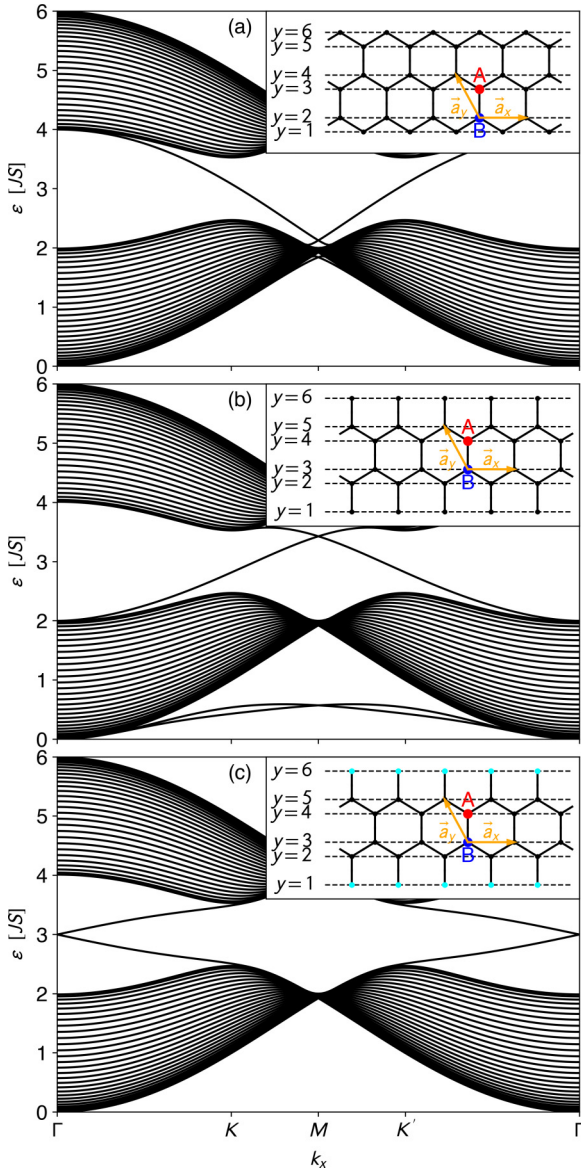 6
5
4
3
2
1
0
ε [JS]
(a)
y = 6
y = 5
y = 4
y = 3
y = 2
y = 1
A
B
a⃗y
a⃗x
6
5
4
3
2
1
0
ε [JS]
(b)
y = 6
y = 5
y = 4
y = 3
y = 2
y = 1
A
B
a⃗y
a⃗x
6
5
4
3
2
1
0
ε [JS]
(c)
y = 6
y = 5
y = 4
y = 3
y = 2
y = 1
A
B
a⃗y
a⃗x
Γ K M K′ Γ
kx